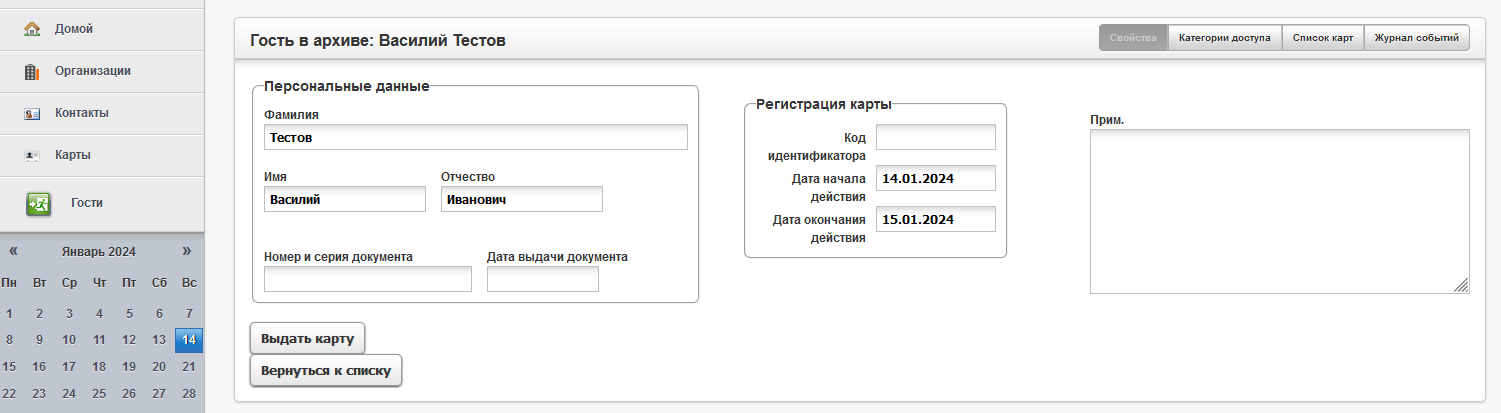 Домой
Организации
Контакты
Карты
Гости
« Январь 2024 »
Пн Вт Ср Чт Пт Сб Вс
1 2 3 4 5 6 7
8 9 10 11 12 13 14
15 16 17 18 19 20 21
22 23 24 25 26 27 28
Гость в архиве: Василий Тестов
Свойства Категории доступа Список карт Журнал событий
Персональные данные
Фамилия
Тестов
Имя Отчество
Василий Иванович
Номер и серия документа Дата выдачи документа
Регистрация карты
Код
идентификатора
Дата начала
действия
14.01.2024
Дата окончания
действия
15.01.2024
Прим.
Выдать карту
Вернуться к списку